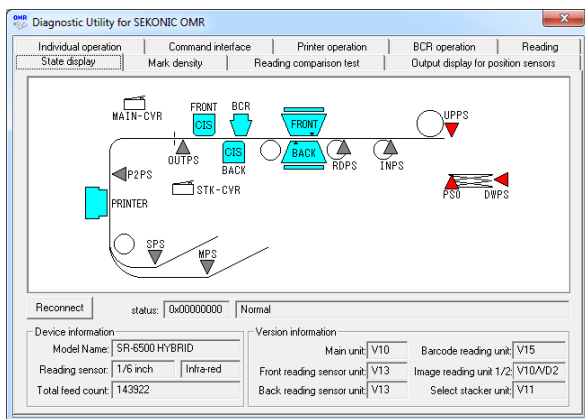 OMR Diagnostic Utility for SEKONIC OMR
Individual operation Command interface Printer operation BCR operation Reading
State display Mark density Reading comparison test Output display for position sensors
MAIN-CVR FRONT BCR UPPS
CIS FRONT
OUTPS CIS BACK RDPS INPS
BACK
P2PS STK-CVR PS0 DWPS
PRINTER
SPS
MPS
Reconnect status: 0x00000000 Normal
Device information Version information
Model Name: SR-6500 HYBRID Main unit: V10 Barcode reading unit: V15
Reading sensor: 1/6 inch Infra-red Front reading sensor unit: V13 Image reading unit 1/2: V10/VD2
Total feed count: 143922 Back reading sensor unit: V13 Select stacker unit: V11